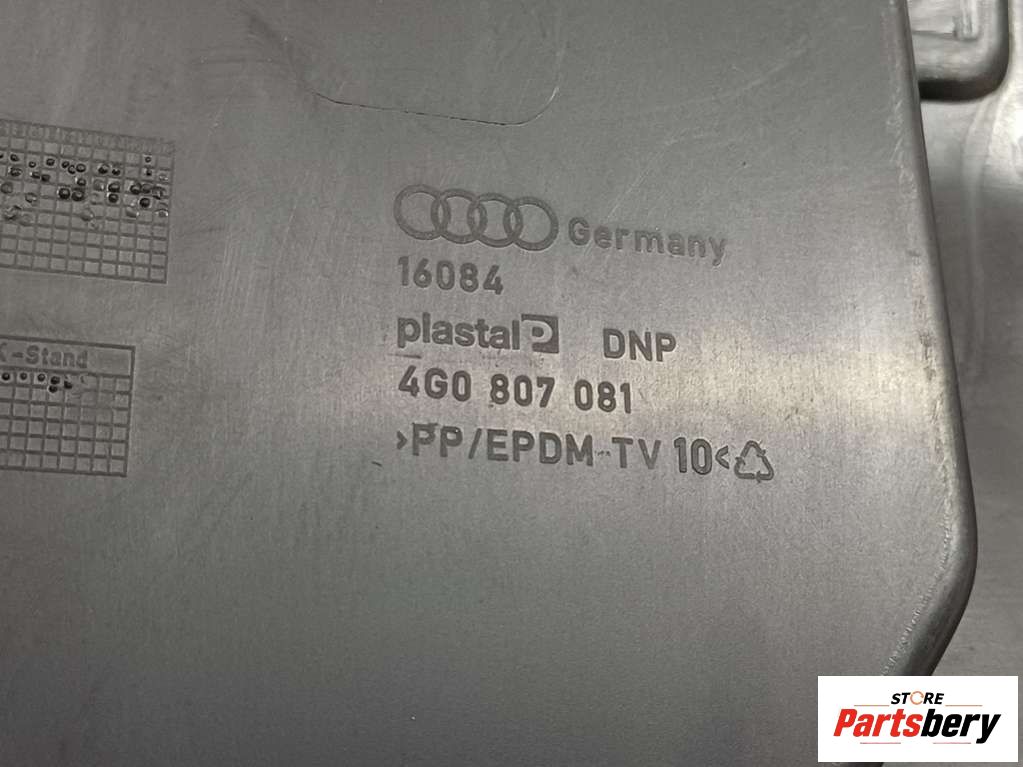 Germany
16084
plastal P DNP
4G0 807 081
>PP/EPDM-TV 10<
K-Stand
STORE
Partsbery